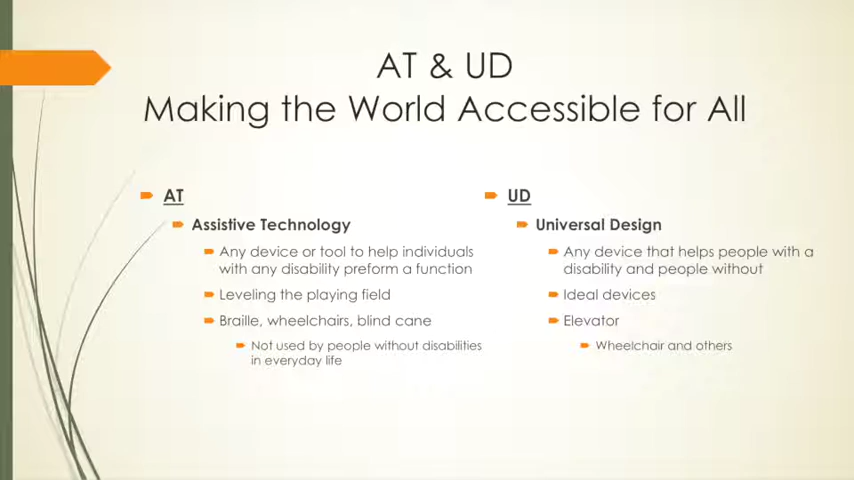 AT & UD
Making the World Accessible for All
AT
Assistive Technology
Any device or tool to help individuals
with any disability preform a function
Leveling the playing field
Braille, wheelchairs, blind cane
Not used by people without disabilities
in everyday life
UD
Universal Design
Any device that helps people with a
disability and people without
Ideal devices
Elevator
Wheelchair and others